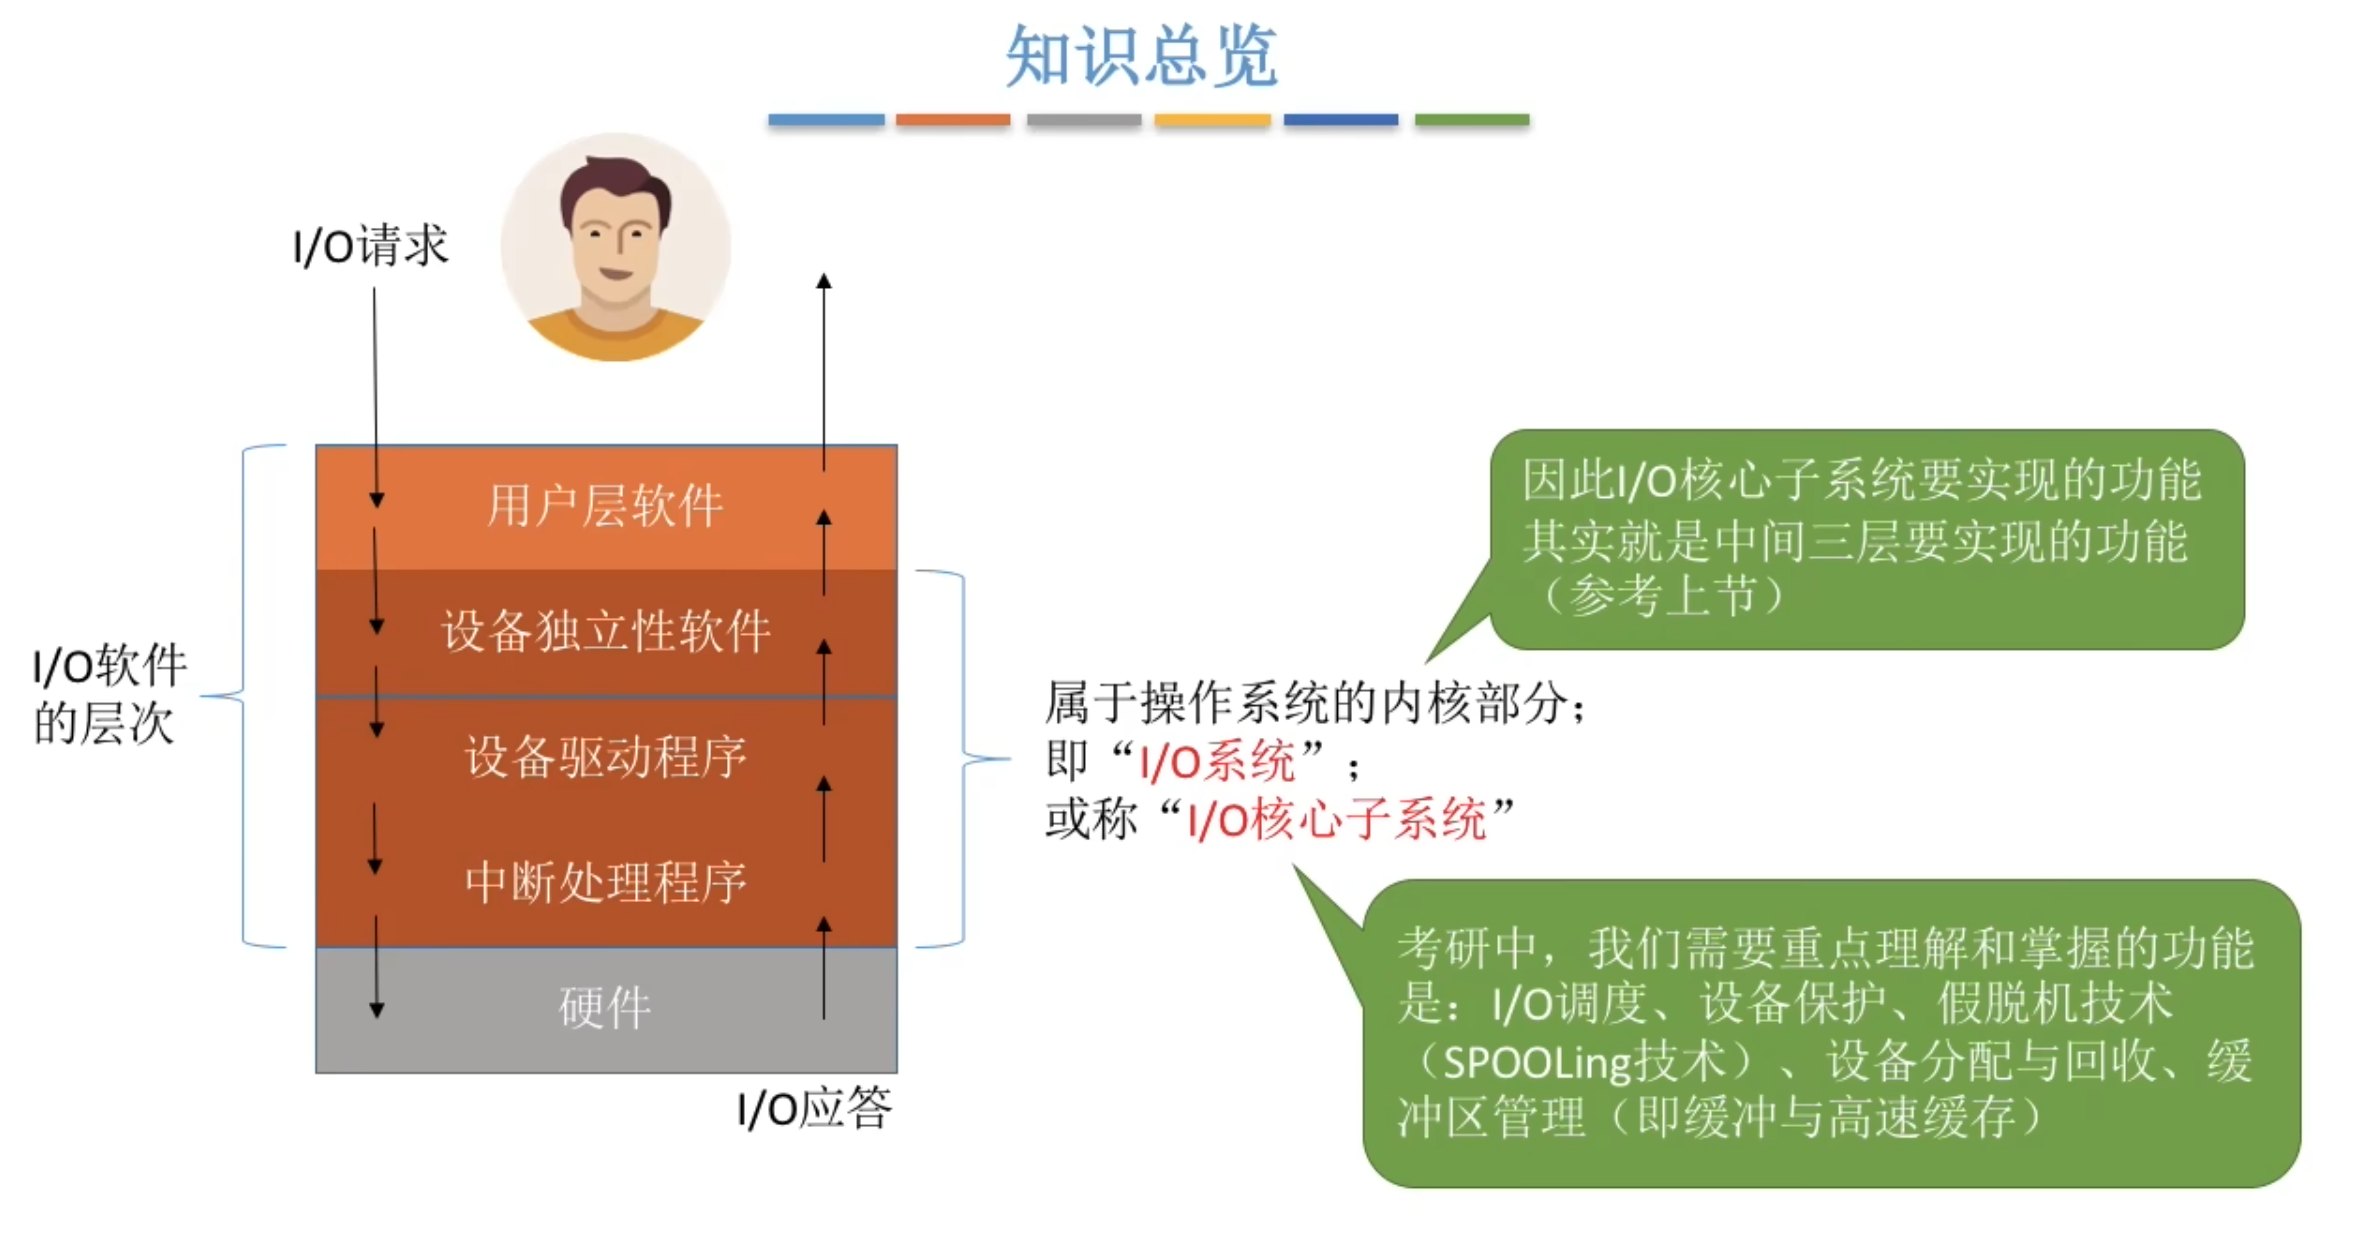 知识总览
I/O请求
用户层软件
设备独立性软件
设备驱动程序
中断处理程序
硬件
I/O应答
I/O软件
的层次
因此I/O核心子系统要实现的功能
其实就是中间三层要实现的功能
（参考上节）
属于操作系统的内核部分；
即“I/O系统”；
或称“I/O核心子系统”
考研中，我们需要重点理解和掌握的功能
是：I/O调度、设备保护、假脱机技术
（SPOOLing技术）、设备分配与回收、缓
冲区管理（即缓冲与高速缓存）